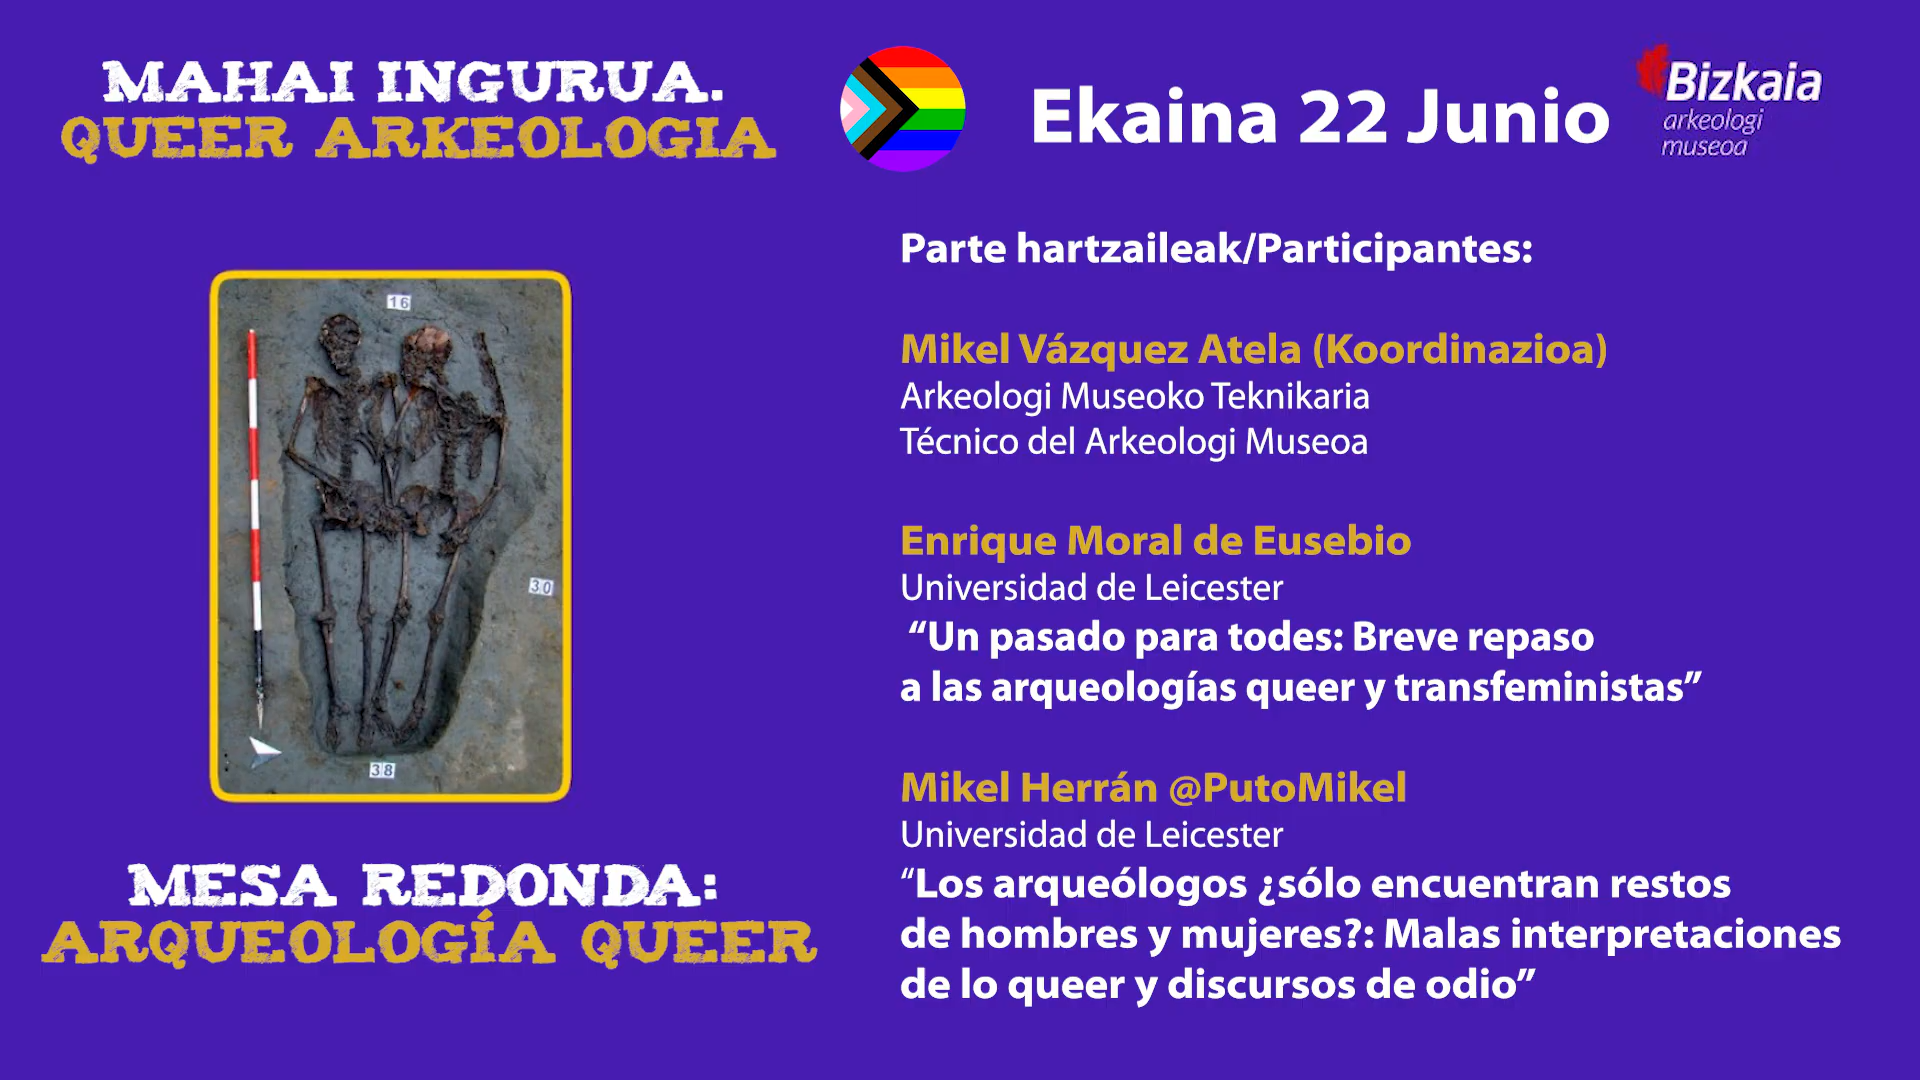 MAHAI INGURUA.
QUEER ARKEOLOGIA
Ekaina 22 Junio
Bizkaia
arkeologi
museoa
16
30
38
MESA REDONDA:
ARQUEOLOGÍA QUEER
Parte hartzaileak/Participantes:
Mikel Vázquez Atela (Koordinazioa)
Arkeologi Museoko Teknikaria
Técnico del Arkeologi Museoa
Enrique Moral de Eusebio
Universidad de Leicester
“Un pasado para todes: Breve repaso
a las arqueologías queer y transfeministas”
Mikel Herrán @PutoMikel
Universidad de Leicester
“Los arqueólogos ¿sólo encuentran restos
de hombres y mujeres?: Malas interpretaciones
de lo queer y discursos de odio”